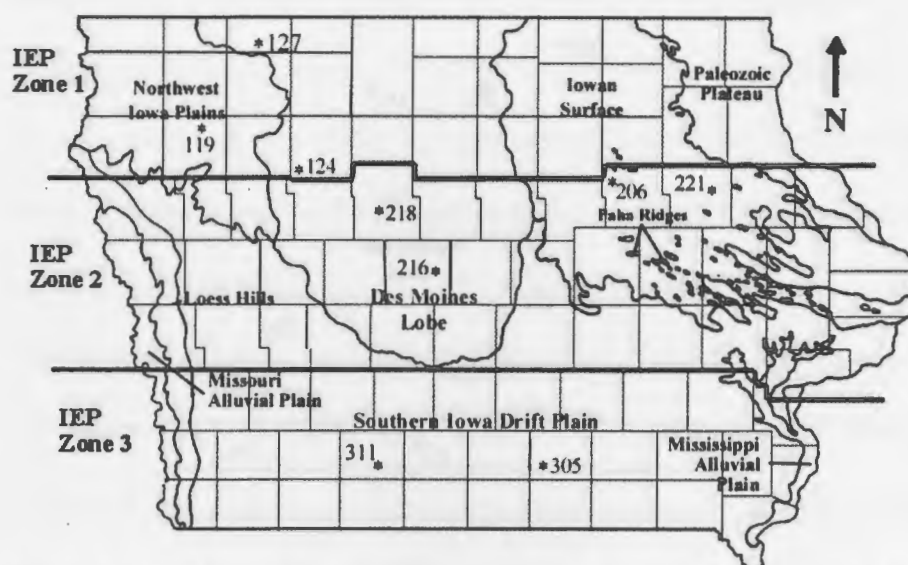 IEP
Zone 1
*127
Northwest
Iowa Plains
*
119
*124
Iowan
Surface
Paleozoic
Plateau
N
*206
221*
Paha Ridges
*218
IEP
Zone 2
216*
Loess Hills
Des Moines
Lobe
Missouri
Alluvial Plain
IEP
Zone 3
Southern Iowa Drift Plain
311
*
*305
Mississippi
Alluvial
Plain